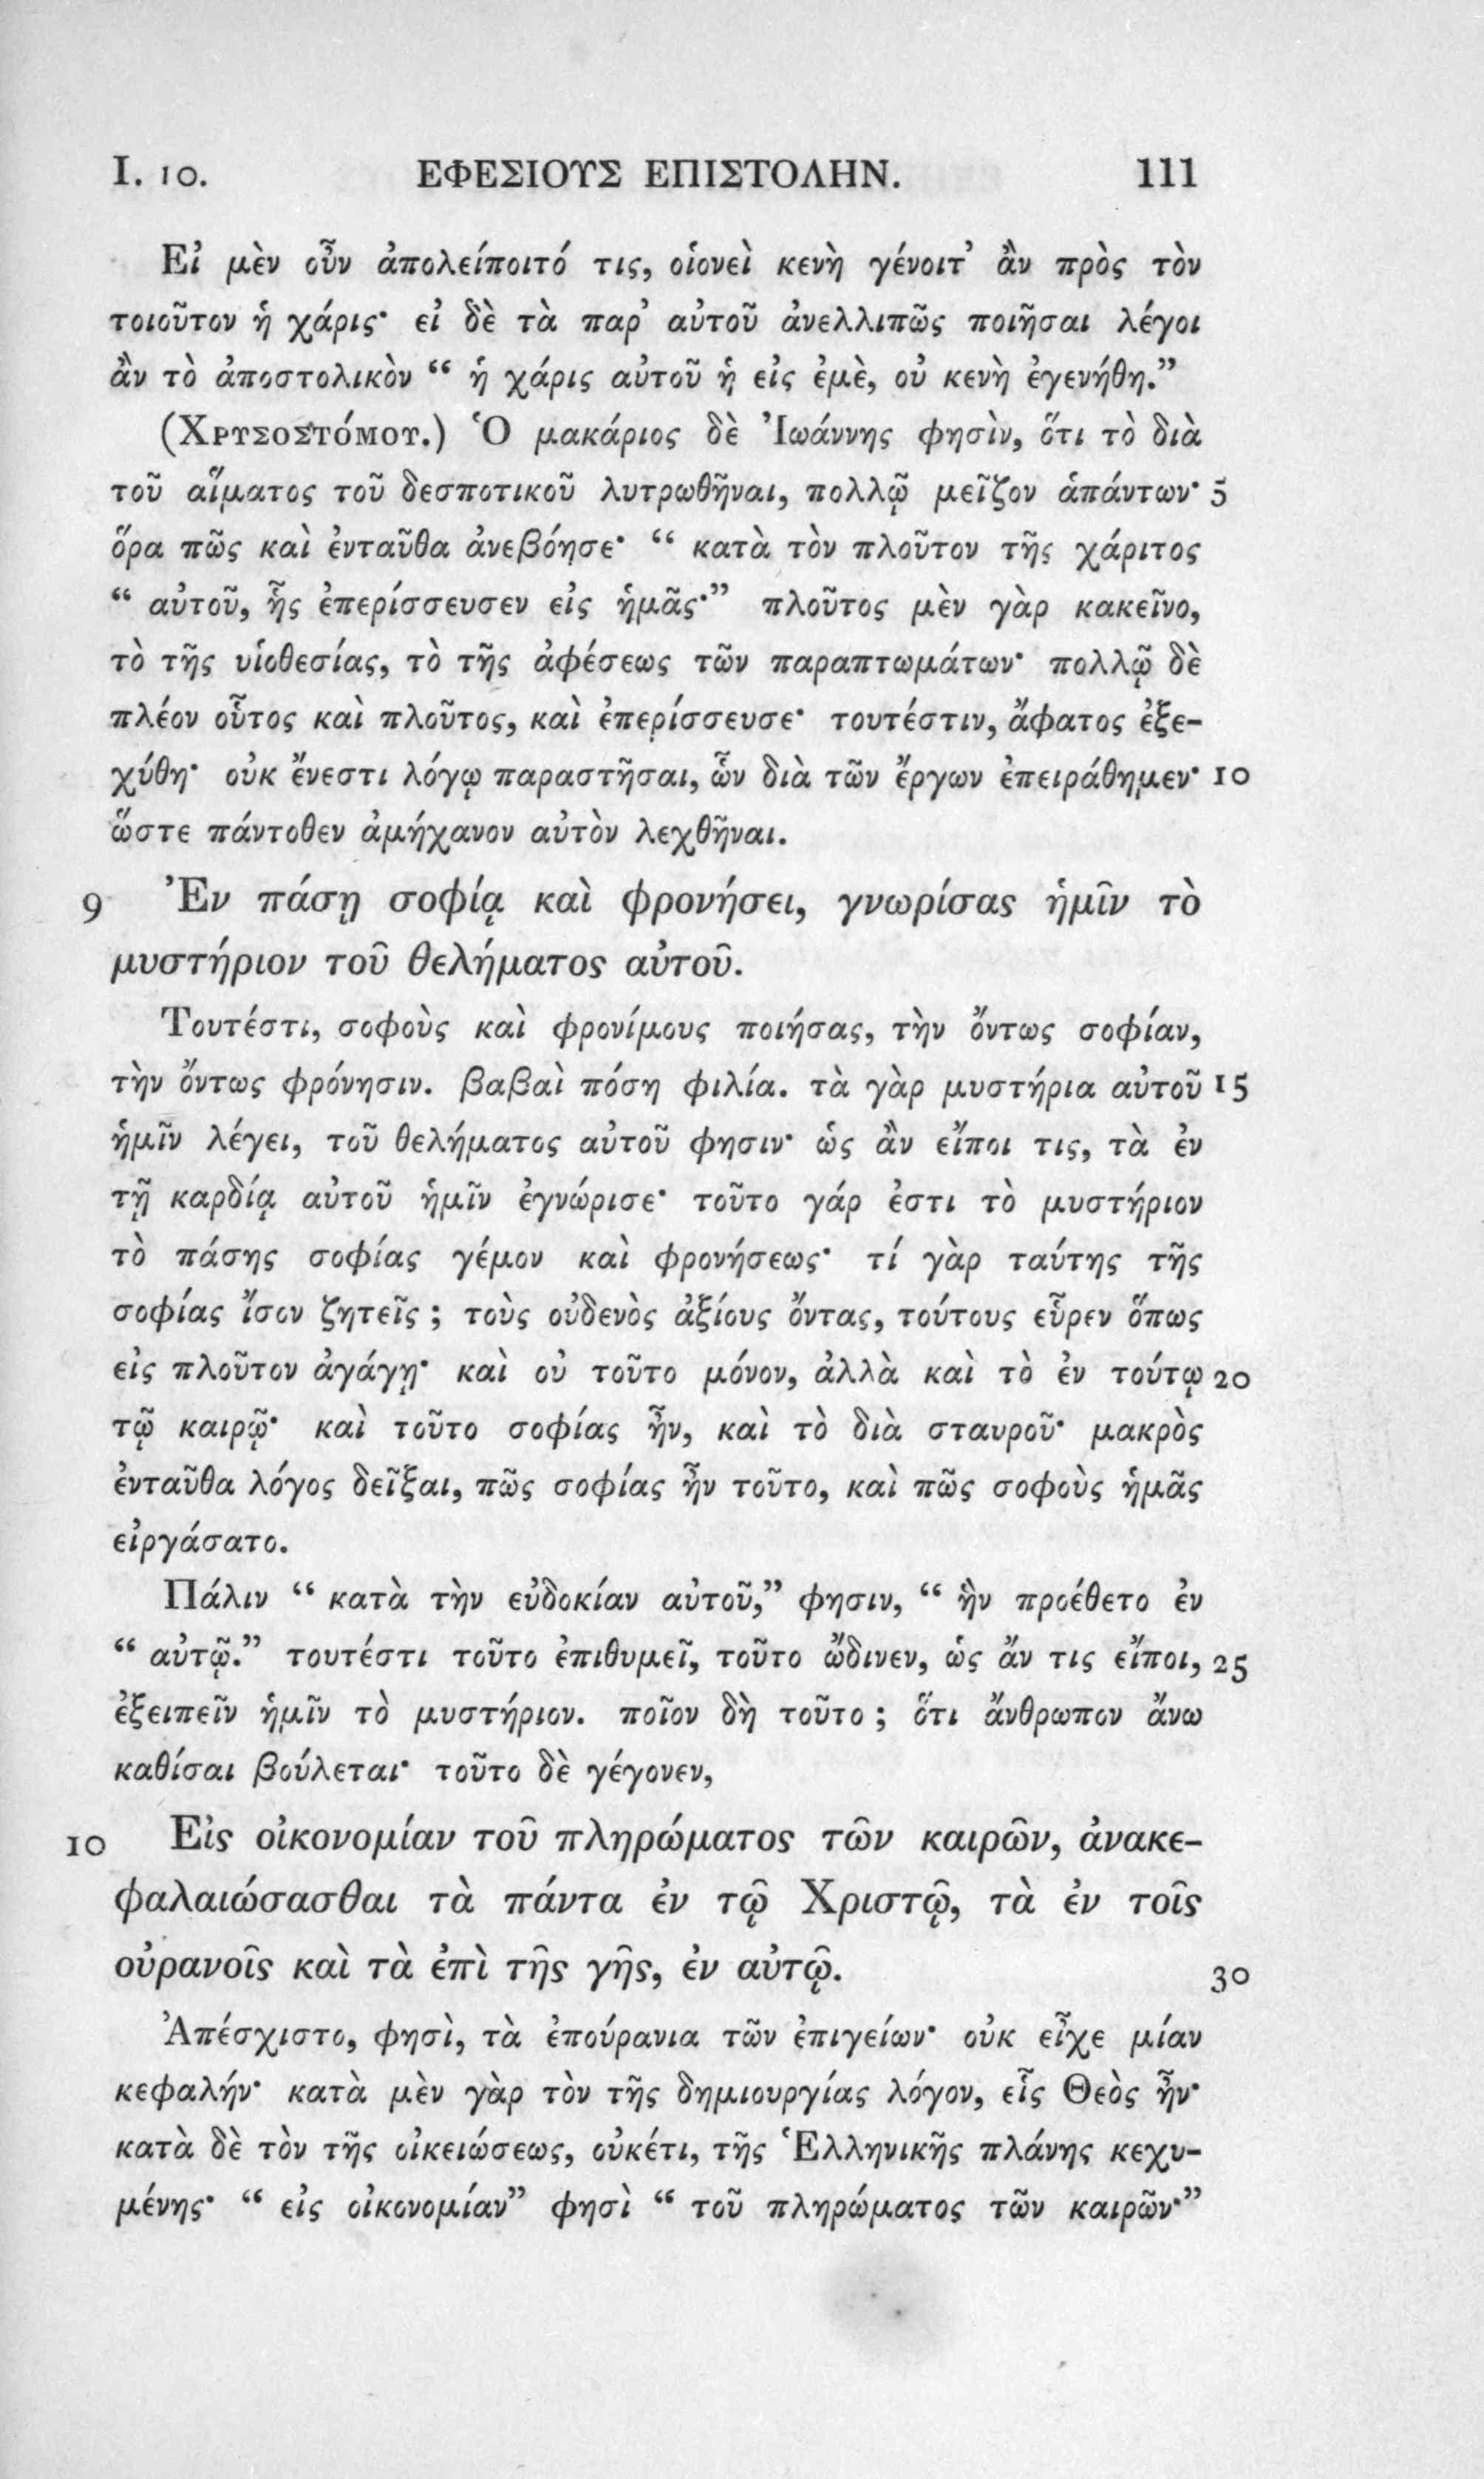 I. 10. ΕΦΕΣΙΟΥΣ ΕΠΙΣΤΟΛΗΝ. 111
Εἰ μὲν οὖν ἀπολείποιτό τις, οἱονεὶ κενὴ γένοιτ’ ἂν πρὸς τὸν
τοιοῦτον ἡ χάρις· εἰ δὲ τὰ παρ’ αὐτοῦ ἀνελλιπῶς ποιῆσαι λέγοι
ἂν τὸ ἀποστολικὸν “ ἡ χάρις αὐτοῦ ἡ εἰς ἐμὲ, οὐ κενὴ ἐγενήθη.”
(Χρυσοστόμου.) Ὁ μακάριος δὲ Ἰωάννης φησὶν, ὅτι τὸ διὰ
τοῦ αἵματος τοῦ δεσποτικοῦ λυτρωθῆναι, πολλῷ μεῖζον ἁπάντων· 5
ὅρα πῶς καὶ ἐνταῦθα ἀνεβόησε· “ κατὰ τὸν πλοῦτον τῆς χάριτος
“ αὐτοῦ, ἧς ἐπερίσσευσεν εἰς ἡμᾶς·” πλοῦτος μὲν γὰρ κακεῖνο,
τὸ τῆς υἱοθεσίας, τὸ τῆς ἀφέσεως τῶν παραπτωμάτων· πολλῷ δὲ
πλέον οὗτος καὶ πλοῦτος, καὶ ἐπερίσσευσε· τουτέστιν, ἄφατος ἐξε-
χύθη· οὐκ ἔνεστι λόγῳ παραστῆσαι, ὧν διὰ τῶν ἔργων ἐπειράθημεν· 10
ὥστε πάντοθεν ἀμήχανον αὐτὸν λεχθῆναι.
9 Ἐν πάσῃ σοφίᾳ καὶ φρονήσει, γνωρίσας ἡμῖν τὸ
μυστήριον τοῦ θελήματος αὐτοῦ.
Τουτέστι, σοφοὺς καὶ φρονίμους ποιήσας, τὴν ὄντως σοφίαν,
τὴν ὄντως φρόνησιν. βαβαὶ πόση φιλία. τὰ γὰρ μυστήρια αὐτοῦ 15
ἡμῖν λέγει, τοῦ θελήματος αὐτοῦ φησιν· ὡς ἂν εἴποι τις, τὰ ἐν
τῇ καρδίᾳ αὐτοῦ ἡμῖν ἐγνώρισε· τοῦτο γάρ ἐστι τὸ μυστήριον
τὸ πάσης σοφίας γέμον καὶ φρονήσεως· τί γὰρ ταύτης τῆς
σοφίας ἴσον ζητεῖς ; τοὺς οὐδενὸς ἀξίους ὄντας, τούτους εὗρεν ὅπως
εἰς πλοῦτον ἀγάγῃ· καὶ οὐ τοῦτο μόνον, ἀλλὰ καὶ τὸ ἐν τούτῳ 20
τῷ καιρῷ· καὶ τοῦτο σοφίας ἦν, καὶ τὸ διὰ σταυροῦ· μακρὸς
ἐνταῦθα λόγος δεῖξαι, πῶς σοφίας ἦν τοῦτο, καὶ πῶς σοφοὺς ἡμᾶς
εἰργάσατο.
Πάλιν “ κατὰ τὴν εὐδοκίαν αὐτοῦ,” φησιν, “ ἣν προέθετο ἐν
“ αὐτῷ.” τουτέστι τοῦτο ἐπιθυμεῖ, τοῦτο ὤδινεν, ὡς ἄν τις εἴποι, 25
ἐξειπεῖν ἡμῖν τὸ μυστήριον. ποῖον δὴ τοῦτο ; ὅτι ἄνθρωπον ἄνω
καθίσαι βούλεται· τοῦτο δὲ γέγονεν,
10 Εἰς οἰκονομίαν τοῦ πληρώματος τῶν καιρῶν, ἀνακε-
φαλαιώσασθαι τὰ πάντα ἐν τῷ Χριστῷ, τὰ ἐν τοῖς
οὐρανοῖς καὶ τὰ ἐπὶ τῆς γῆς, ἐν αὐτῷ. 30
Ἀπέσχιστο, φησὶ, τὰ ἐπούρανια τῶν ἐπιγείων· οὐκ εἶχε μίαν
κεφαλήν· κατὰ μὲν γὰρ τὸν τῆς δημιουργίας λόγον, εἷς Θεὸς ἦν·
κατὰ δὲ τὸν τῆς οἰκειώσεως, οὐκέτι, τῆς Ἑλληνικῆς πλάνης κεχυ-
μένης· “ εἰς οἰκονομίαν” φησὶ “ τοῦ πληρώματος τῶν καιρῶν·”